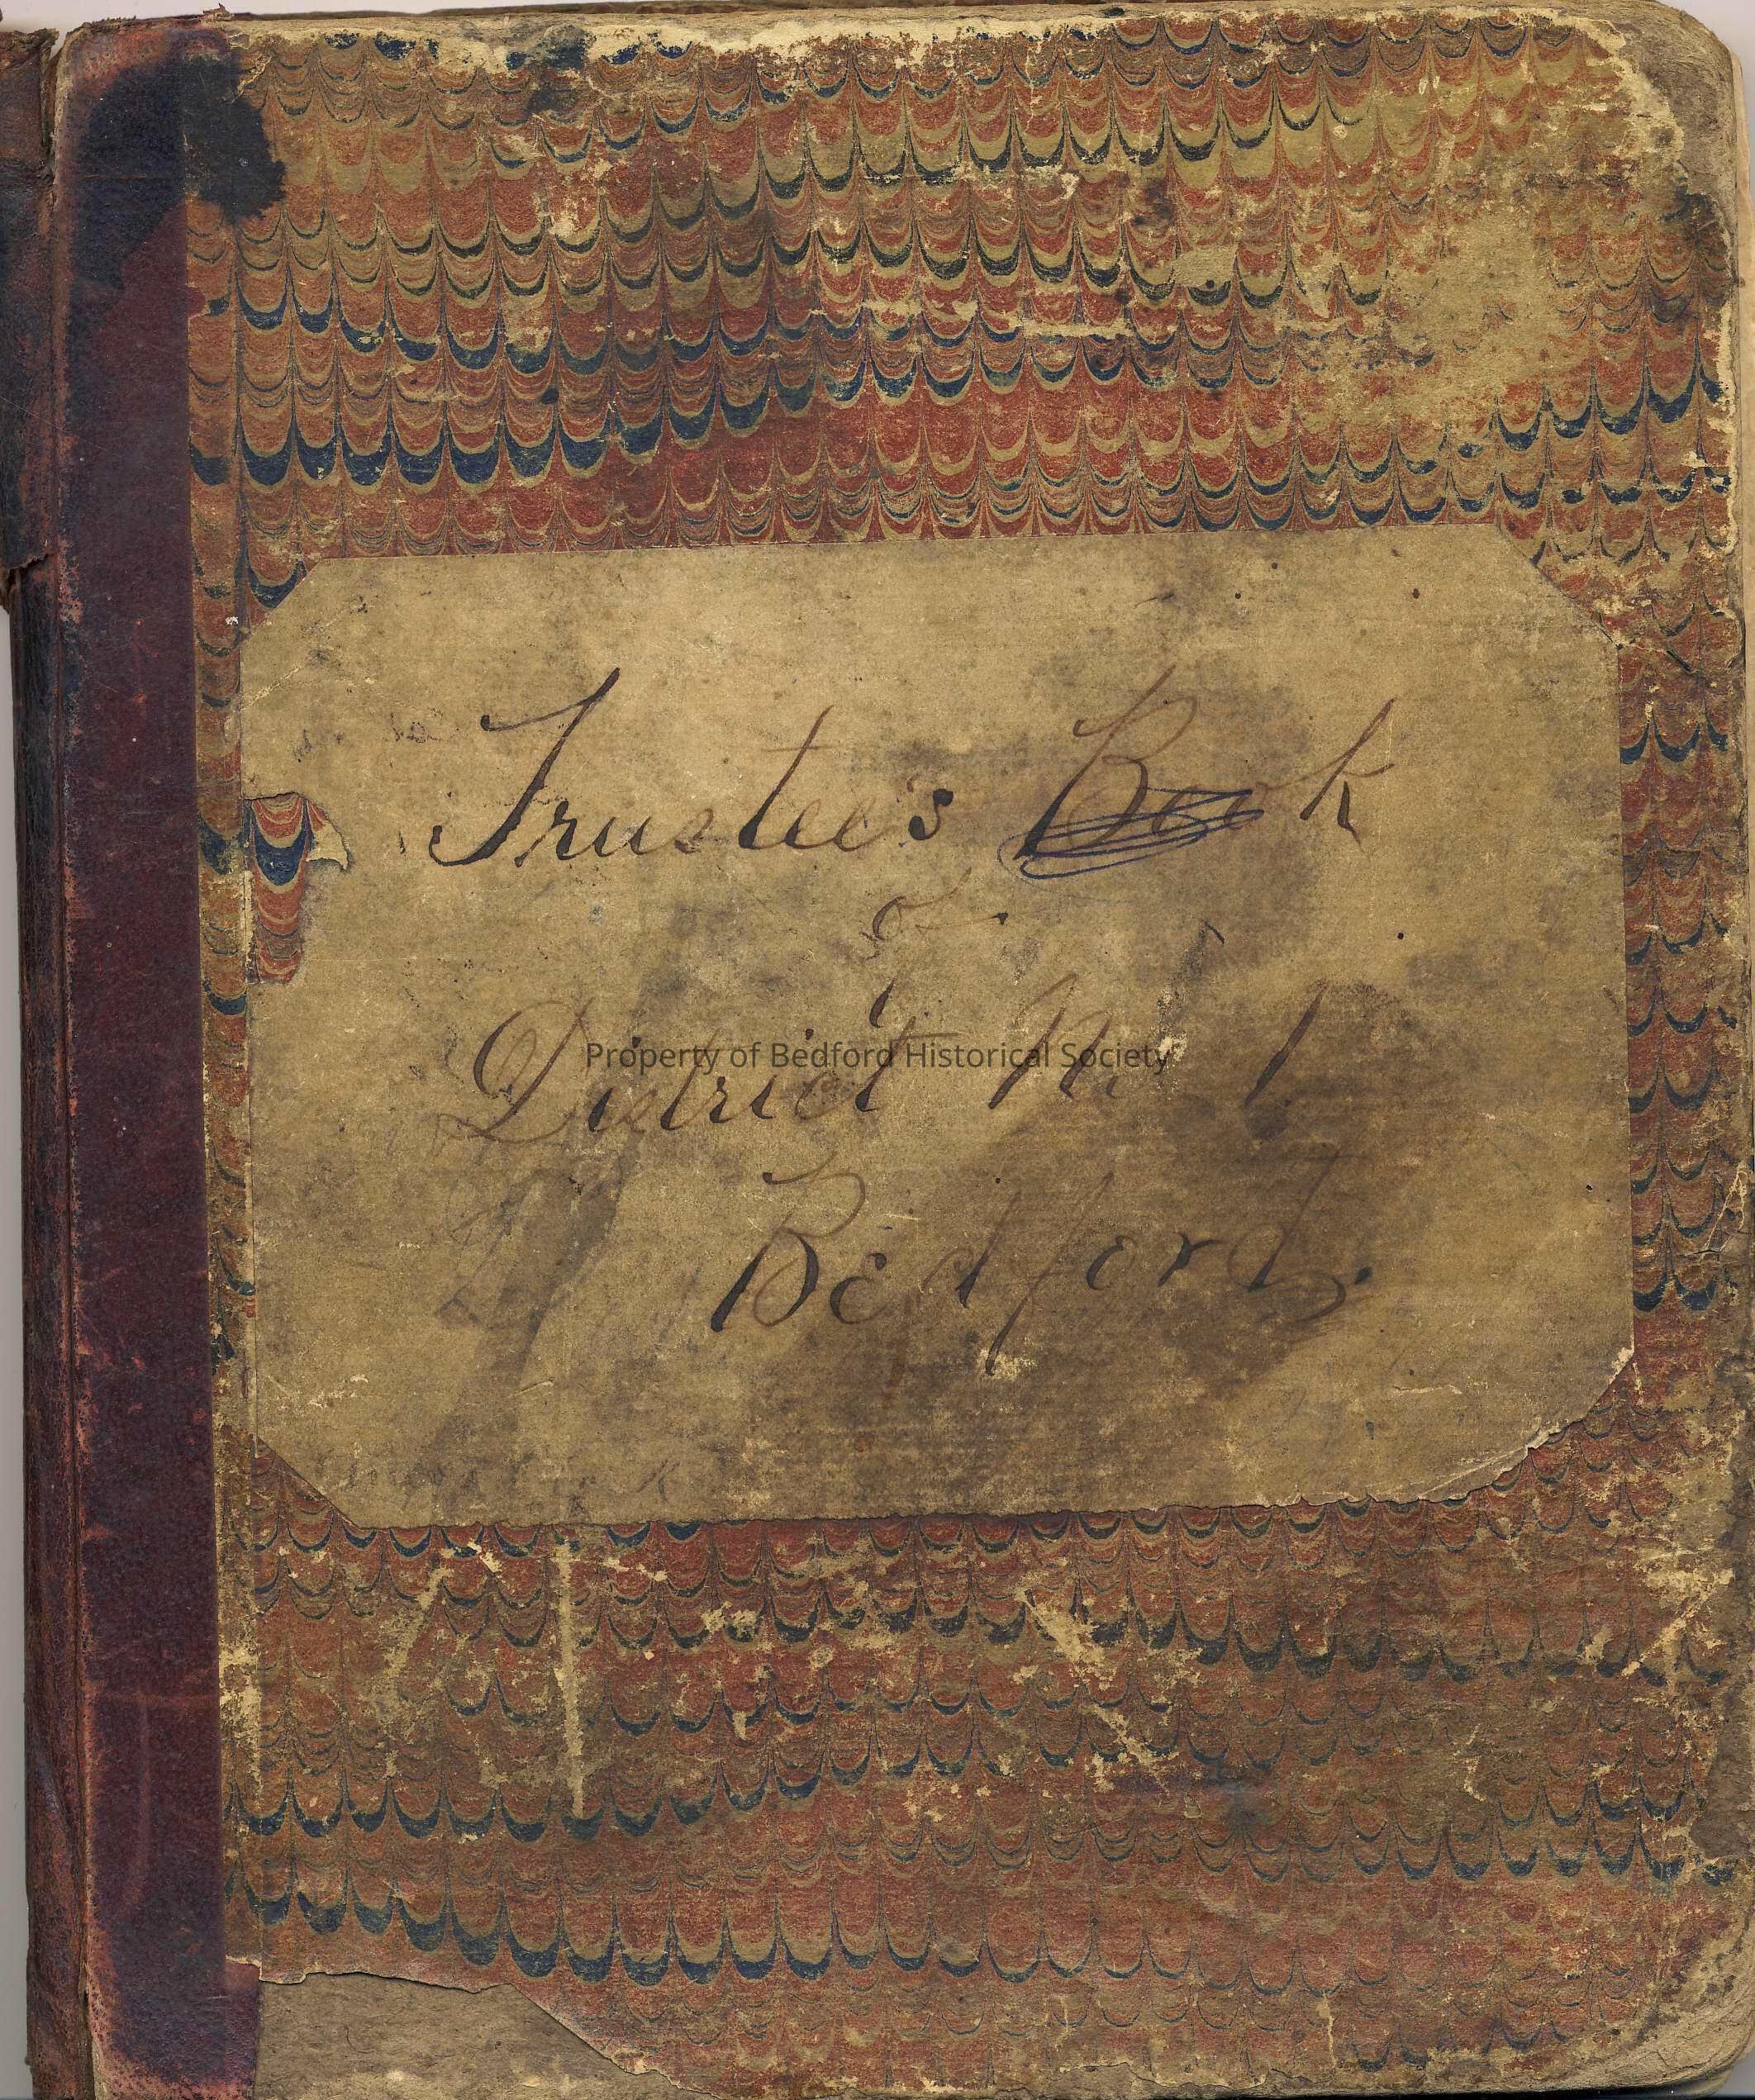 Trustee's Book
of
District No. 1
Property of Bedford Historical Society
Bedford.